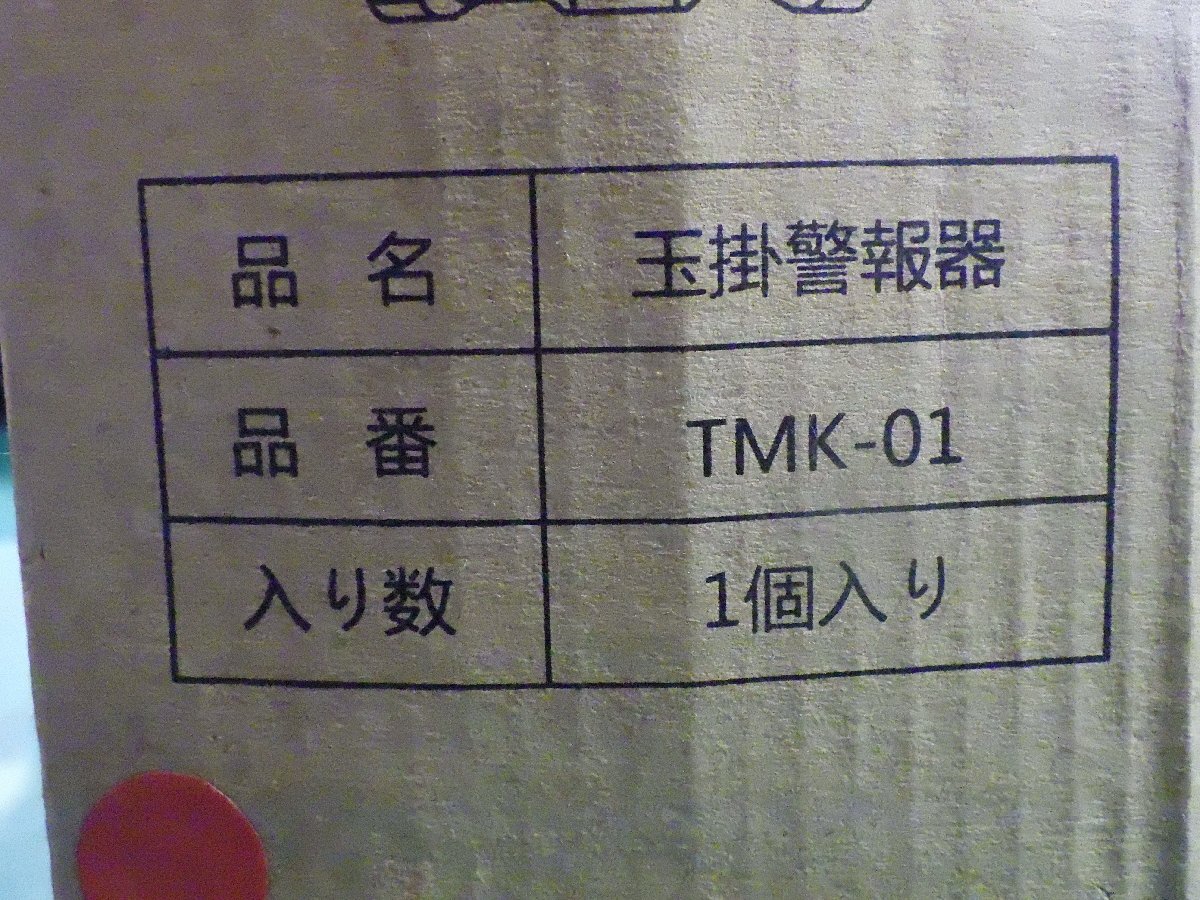 品 名 玉掛警報器
品 番 TMK-01
入り数 1個入り